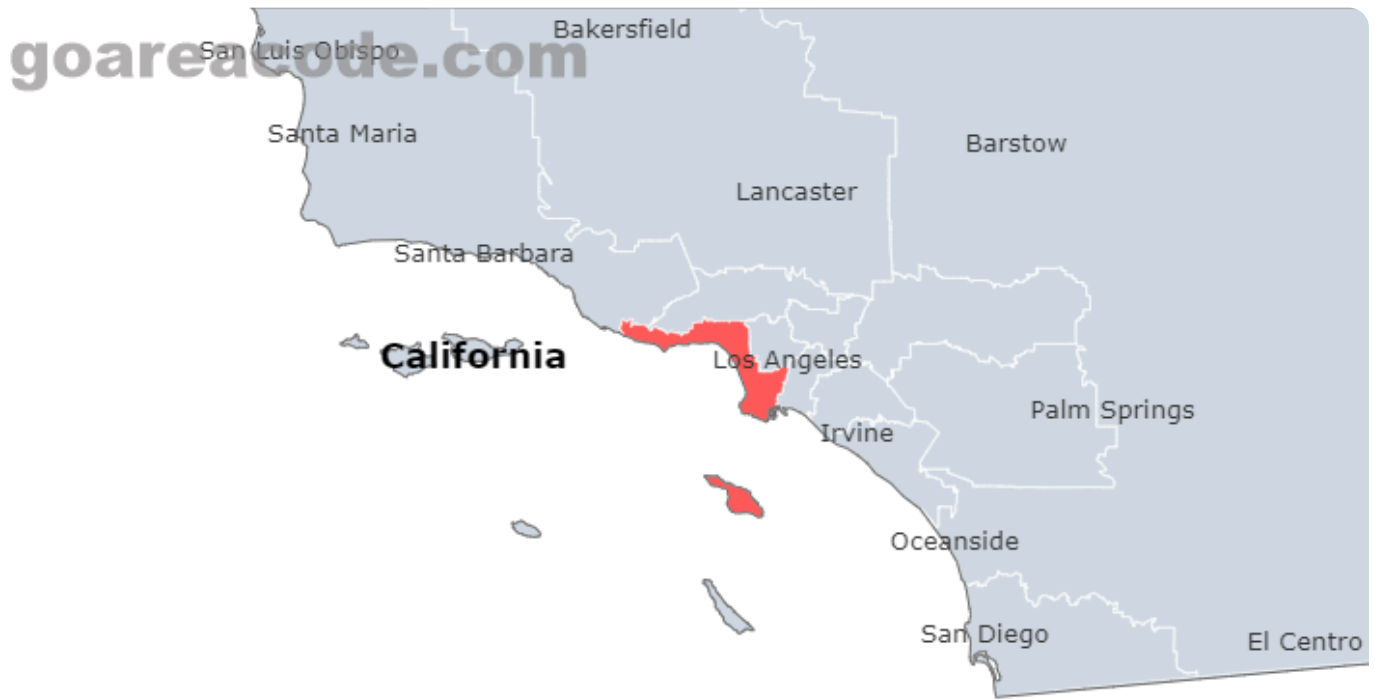 Bakersfield
San Luis Obispo
goareacode.com
Santa Maria
Barstow
Lancaster
Santa Barbara
California
Los Angeles
Palm Springs
Irvine
Oceanside
San Diego
El Centro